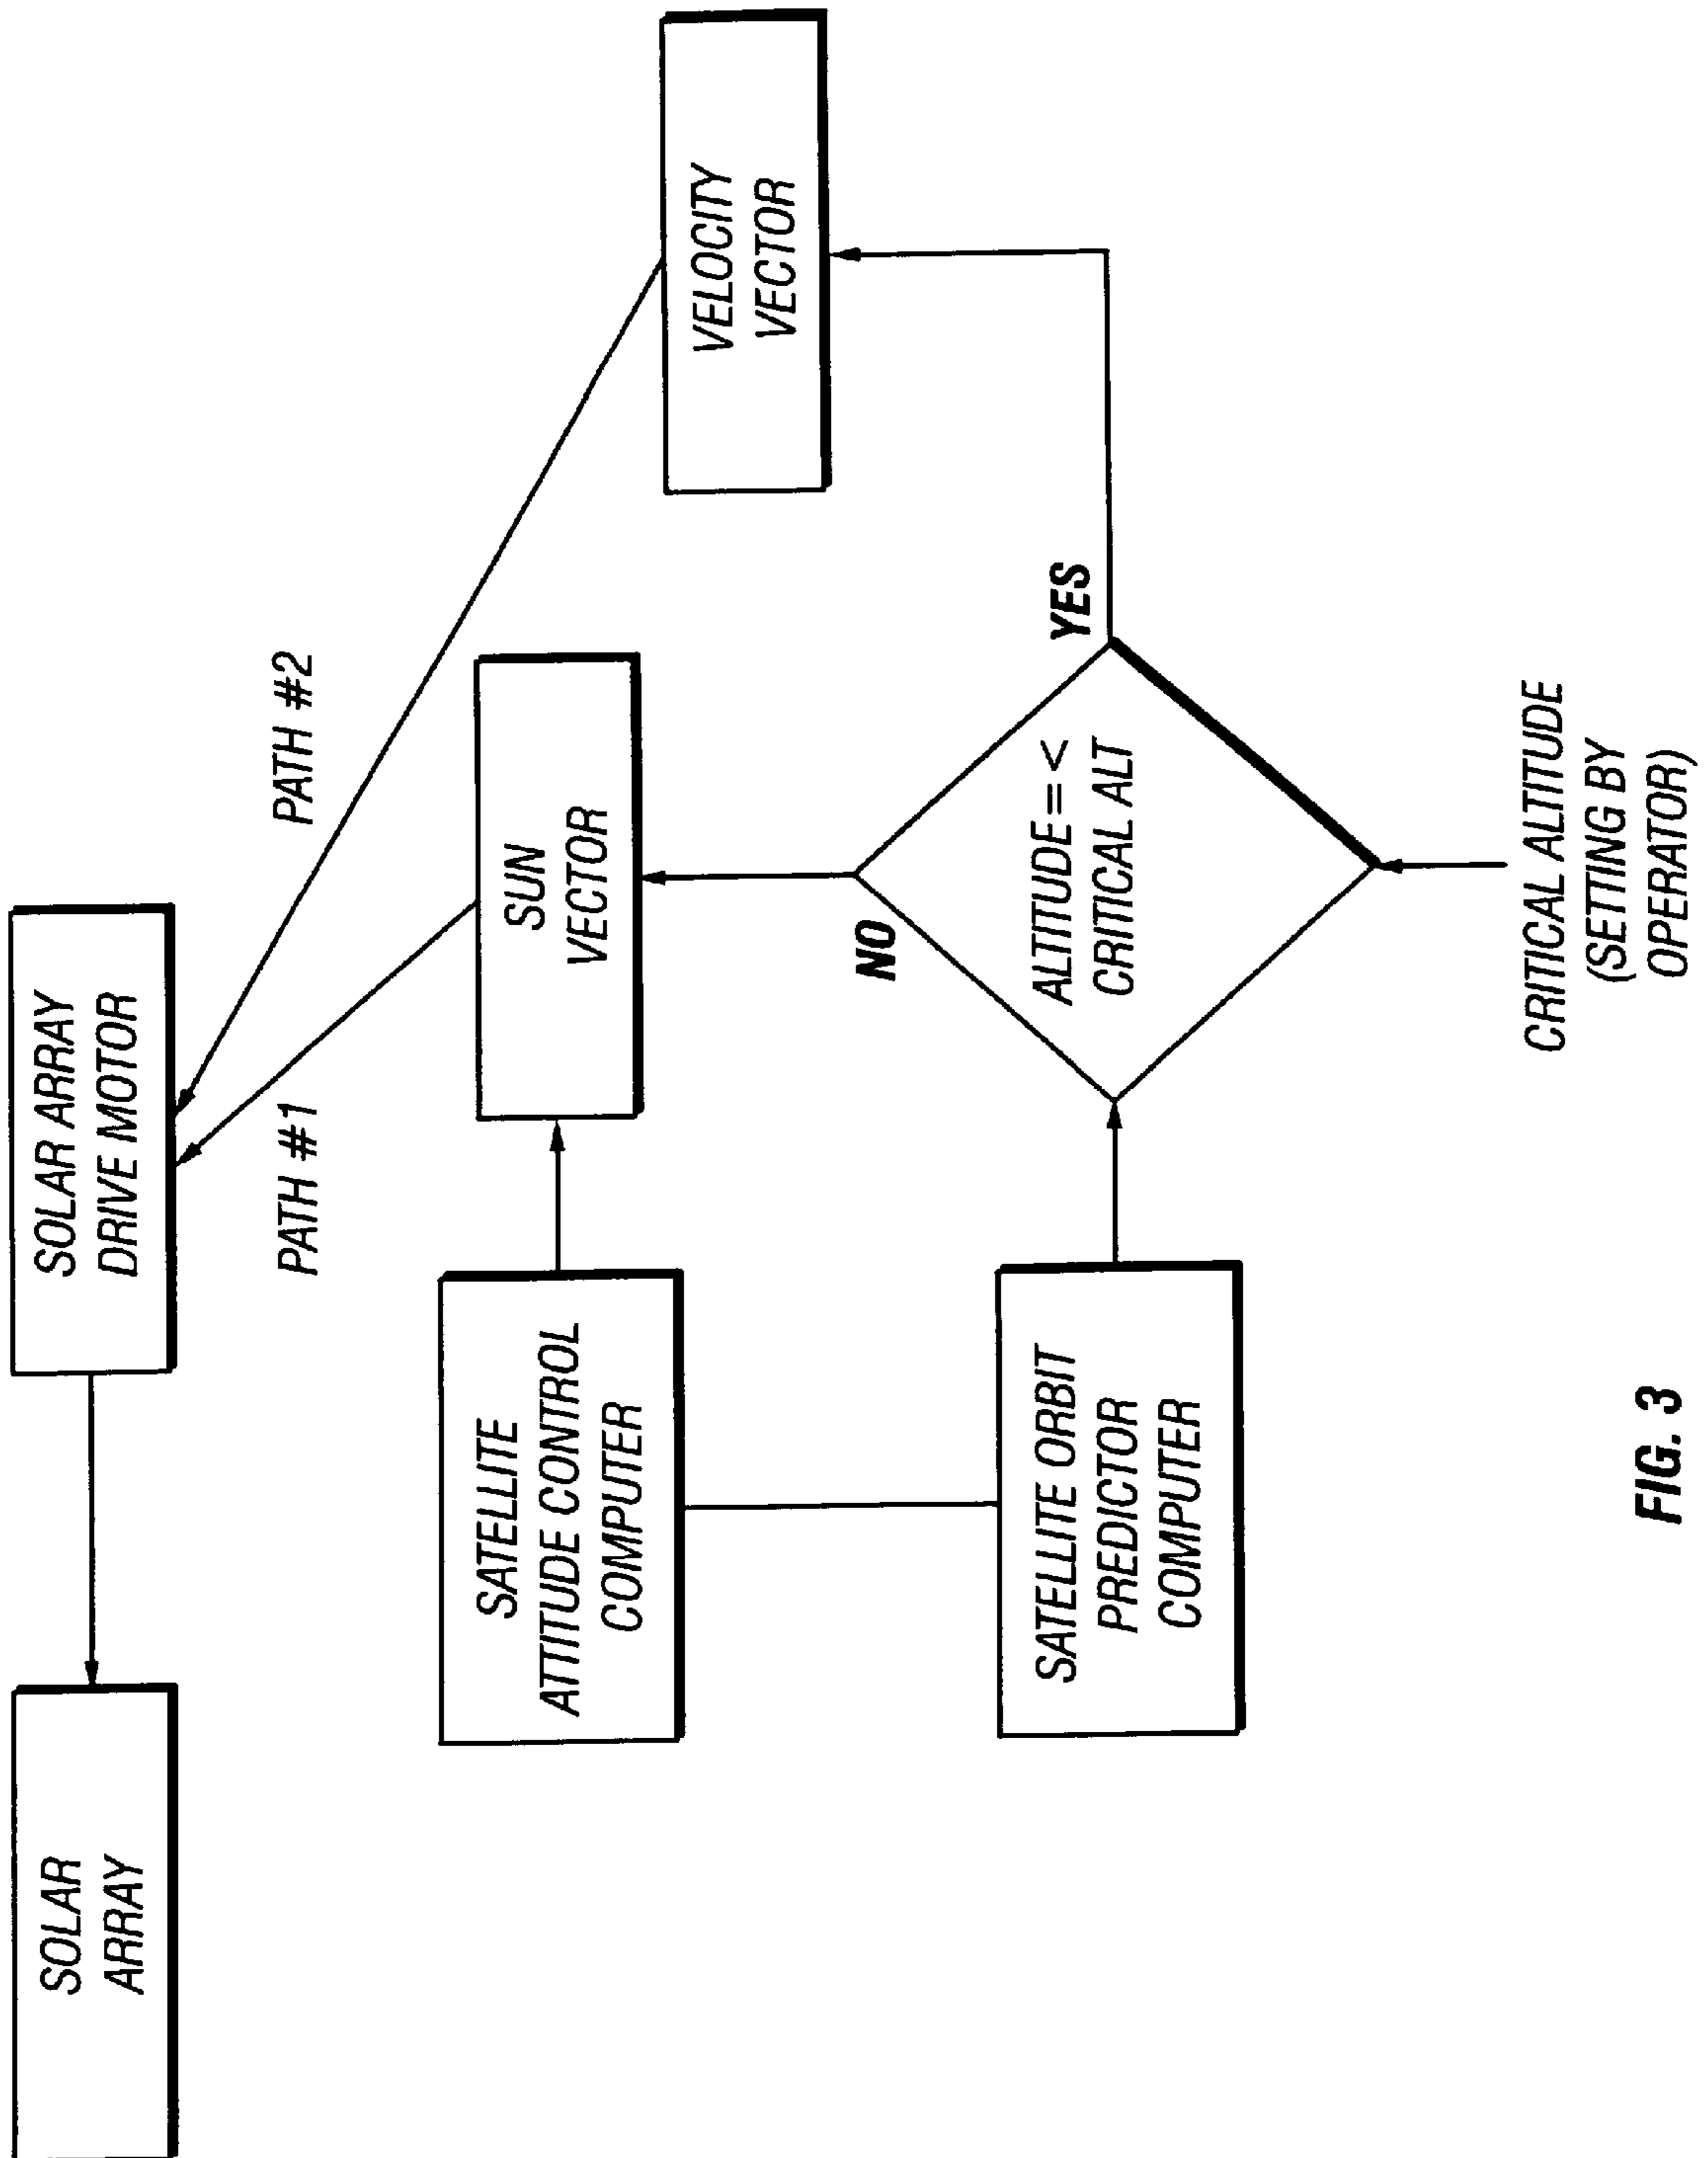 SOLAR
ARRAY
SOLAR ARRAY
DRIVE MOTOR
PATH #1
PATH #2
SATELLITE
ATTITUDE CONTROL
COMPUTER
SUN
VECTOR
VELOCITY
VECTOR
NO
YES
SATELLITE ORBIT
PREDICTOR
COMPUTER
ALTITUDE=<
CRITICAL ALT
CRITICAL ALTITUDE
(SETTING BY
OPERATOR)
FIG. 3